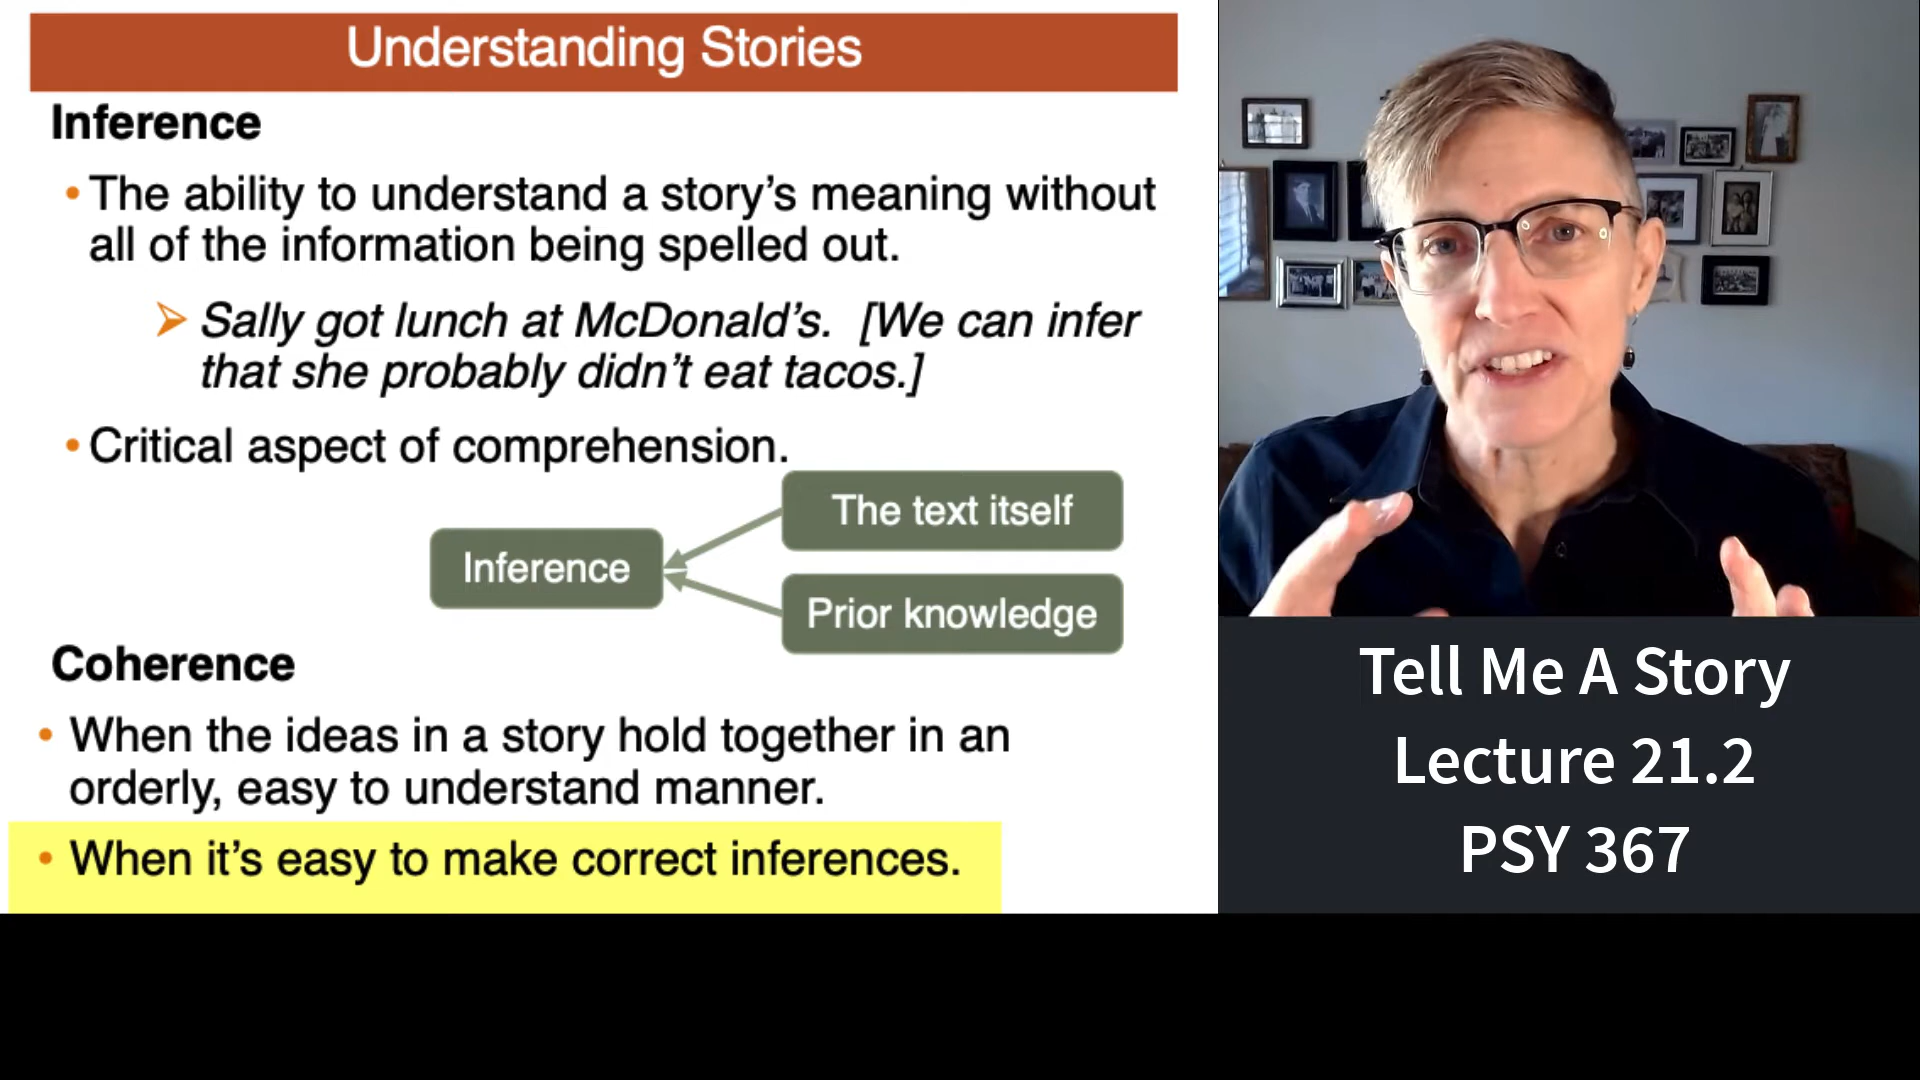 Understanding Stories
Inference
• The ability to understand a story’s meaning without
all of the information being spelled out.
➢ Sally got lunch at McDonald’s. [We can infer
that she probably didn’t eat tacos.]
• Critical aspect of comprehension.
The text itself
Inference
Prior knowledge
Coherence
• When the ideas in a story hold together in an
orderly, easy to understand manner.
• When it’s easy to make correct inferences.
Tell Me A Story
Lecture 21.2
PSY 367